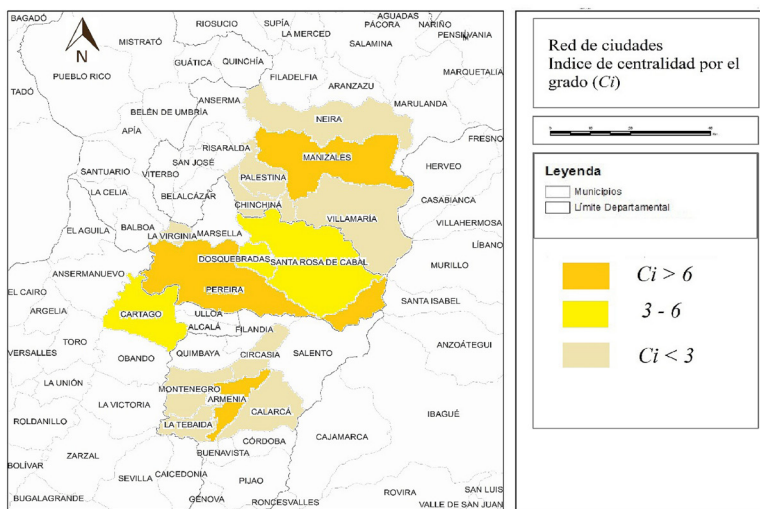 BAGADÓ
RIOSUCIO
SUPÍA
AGUADAS
PÁCORA
NARIÑO
LA MERCED
PENSILVANIA
MISTRATÓ
SALAMINA
N
GUÁTICA
QUINCHÍA
PUEBLO RICO
FILADELFIA
MARQUETALIA
TADÓ
ARANZAZU
ANSERMA
MARULANDA
BELÉN DE UMBRÍA
NEIRA
APÍA
FRESNO
RISARALDA
MANIZALES
SAN JOSÉ
HERVEO
SANTUARIO
VITERBO
PALESTINA
LA CELIA
BELALCÁZAR
CASABIANCA
CHINCHINÁ
VILLAMARÍA
VILLAHERMOSA
EL AGUILA
BALBOA
LA VIRGINIA
MARSELLA
LÍBANO
DOSQUEBRADAS
SANTA ROSA DE CABAL
MURILLO
ANSERMANUEVO
PEREIRA
EL CAIRO
SANTA ISABEL
ARGELIA
CARTAGO
ULLOA
ALCALÁ
FILANDIA
TORO
ANZOÁTEGUI
VERSALLES
OBANDO
QUIMBAYA
CIRCASIA
SALENTO
LA UNIÓN
MONTENEGRO
ARMENIA
LA VICTORIA
CALARCÁ
IBAGUÉ
ROLDANILLO
LA TEBAIDA
CAJAMARCA
CÓRDOBA
BUENAVISTA
ZARZAL
BOLÍVAR
CAICEDONIA
SEVILLA
PIJAO
ROVIRA
SAN LUIS
BUGALAGRANDE
GÉNOVA
RONCESVALLES
VALLE DE SAN JUAN
Red de ciudades
Indice de centralidad por el
grado (Ci)
Leyenda
Municipios
Límite Departamental
Ci > 6
3 - 6
Ci < 3